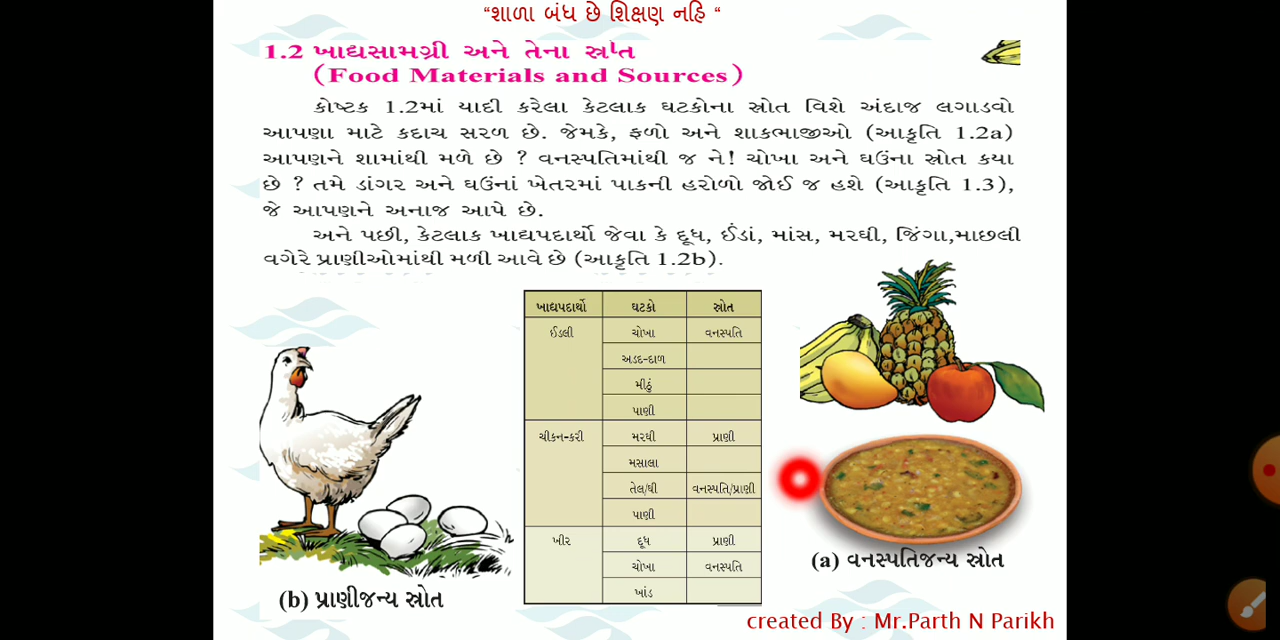 “શાળા બંધ છે શિક્ષણ નહિ “
1.2 ખાદ્યસામગ્રી અને તેના સ્રોત
(Food Materials and Sources)
કોષ્ટક 1.2માં યાદી કરેલા કેટલાક ઘટકોના સ્રોત વિશે અંદાજ લગાડવો
આપણા માટે કદાચ સરળ છે. જેમકે, ફળો અને શાકભાજીઓ (આકૃતિ 1.2a)
આપણને શામાંથી મળે છે ? વનસ્પતિમાંથી જ ને! ચોખા અને ઘઉંના સ્રોત કયા
છે ? તમે ડાંગર અને ઘઉંનાં ખેતરમાં પાકની હરોળો જોઈ જ હશે (આકૃતિ 1.3),
જે આપણને અનાજ આપે છે.
અને પછી, કેટલાક ખાદ્યપદાર્થો જેવા કે દૂધ, ઈંડાં, માંસ, મરઘી, જિંગા,માછલી
વગેરે પ્રાણીઓમાંથી મળી આવે છે (આકૃતિ 1.2b).
ખાદ્યપદાર્થો ઘટકો સ્રોત
ઈડલી ચોખા વનસ્પતિ
અડદ-દાળ
મીઠું
પાણી
ચીકન-કરી મરઘી પ્રાણી
મસાલા
તેલ/ઘી વનસ્પતિ/પ્રાણી
પાણી
ખીર દૂધ પ્રાણી
ચોખા વનસ્પતિ
ખાંડ
(a) વનસ્પતિજન્ય સ્રોત
(b) પ્રાણીજન્ય સ્રોત
created By : Mr.Parth N Parikh